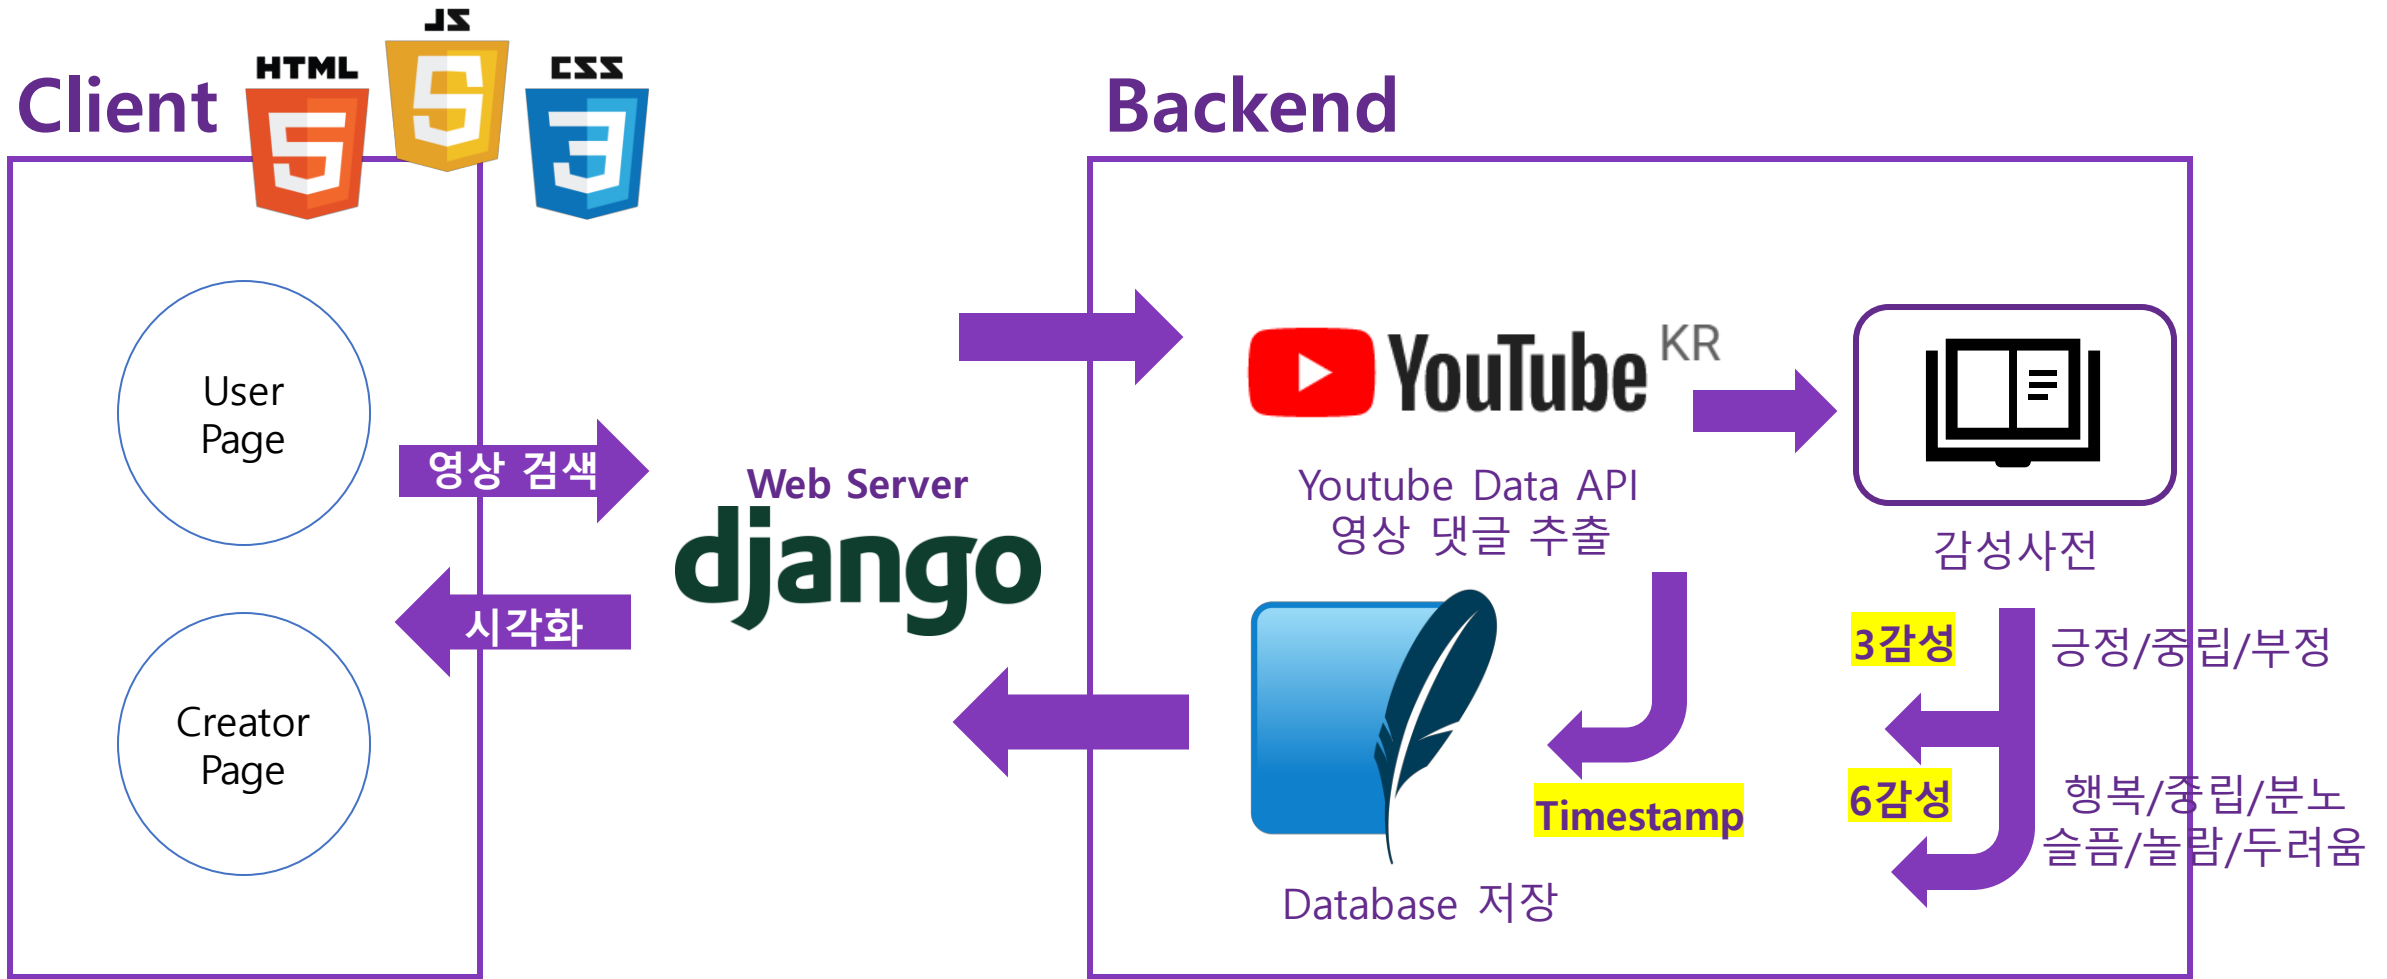 Client
HTML
JS
CSS
User
Page
Creator
Page
영상 검색
시각화
Web Server
django
Backend
YouTube KR
Youtube Data API
영상 댓글 추출
감성사전
3감성
긍정/중립/부정
6감성
행복/중립/분노
슬픔/놀람/두려움
Timestamp
Database 저장